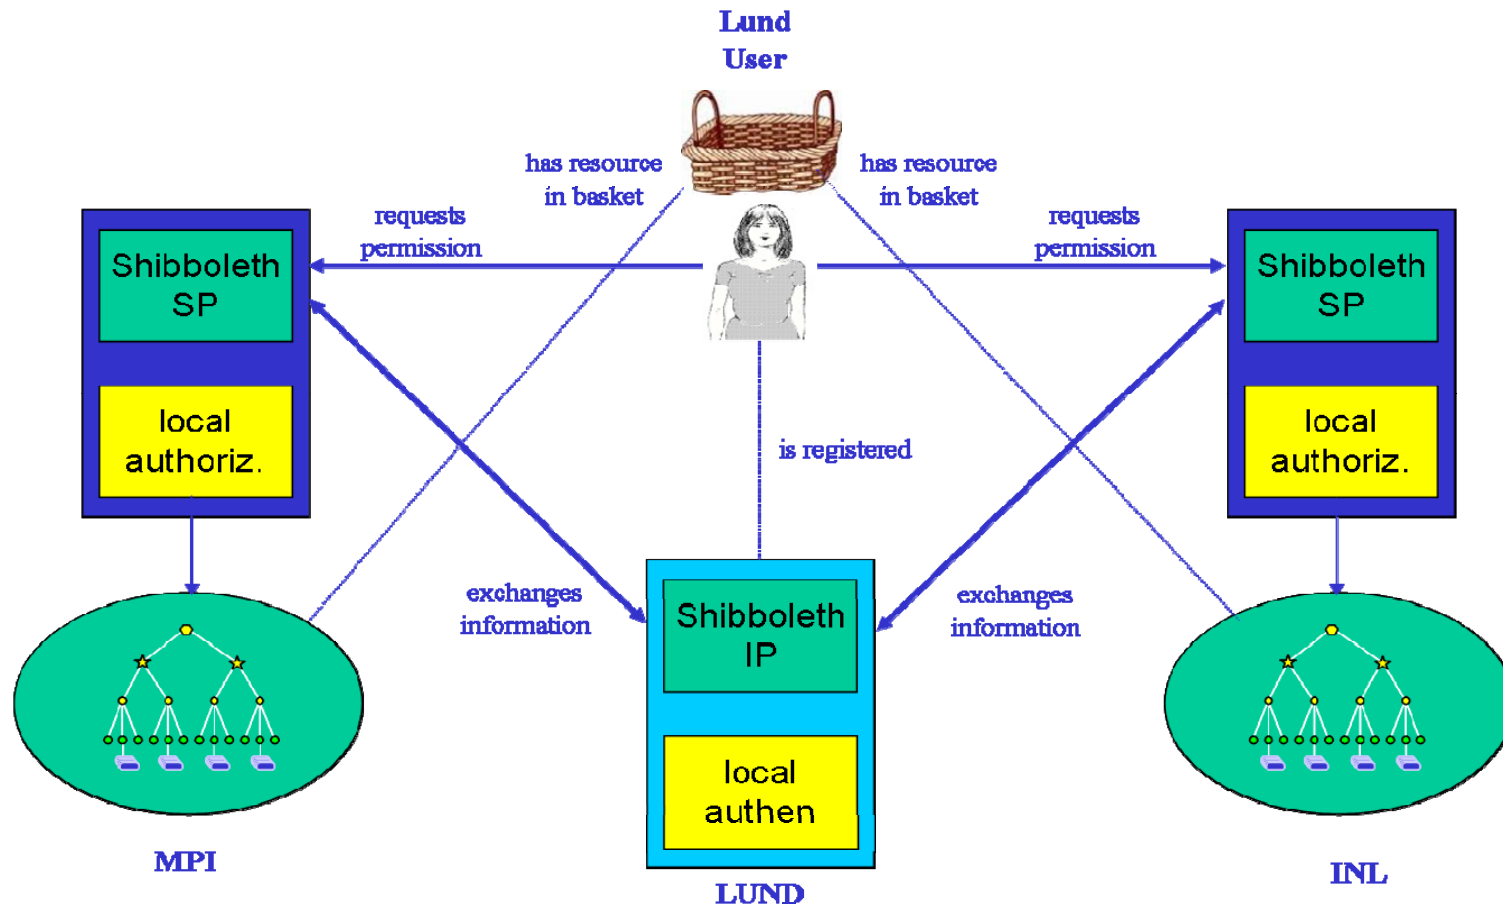 Lund
User
has resource
in basket
has resource
in basket
requests
permission
requests
permission
Shibboleth
SP
Shibboleth
SP
local
authoriz.
local
authoriz.
is registered
exchanges
information
exchanges
information
Shibboleth
IP
local
authen
MPI
LUND
INL